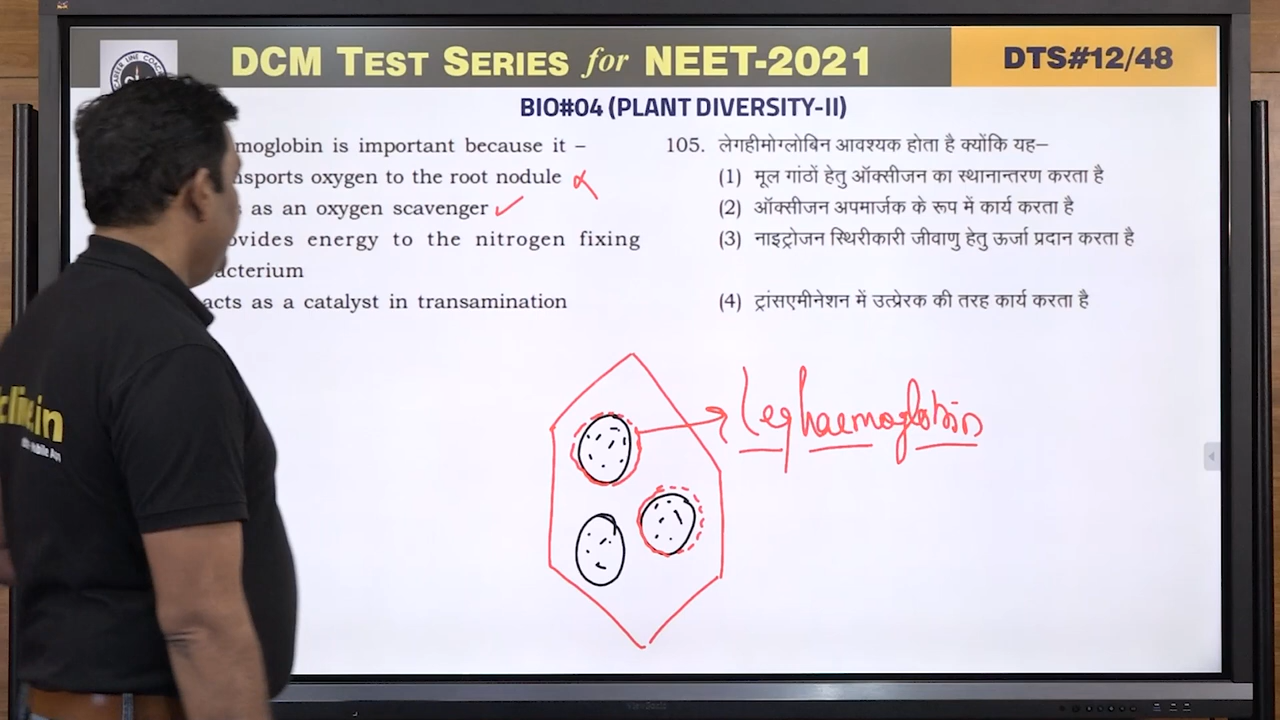 DCM TEST SERIES for NEET-2021
DTS#12/48
BIO#04 (PLANT DIVERSITY-II)
moglobin is important because it –
nsports oxygen to the root nodule
as an oxygen scavenger
ovides energy to the nitrogen fixing
acterium
acts as a catalyst in transamination
105. लेगहीमोग्लोबिन आवश्यक होता है क्योंकि यह–
(1) मूल गांठों हेतु ऑक्सीजन का स्थानान्तरण करता है
(2) ऑक्सीजन अपमार्जक के रूप में कार्य करता है
(3) नाइट्रोजन स्थिरीकारी जीवाणु हेतु ऊर्जा प्रदान करता है
(4) ट्रांसएमीनेशन में उत्प्रेरक की तरह कार्य करता है
Leghaemoglobin
ViewSonic